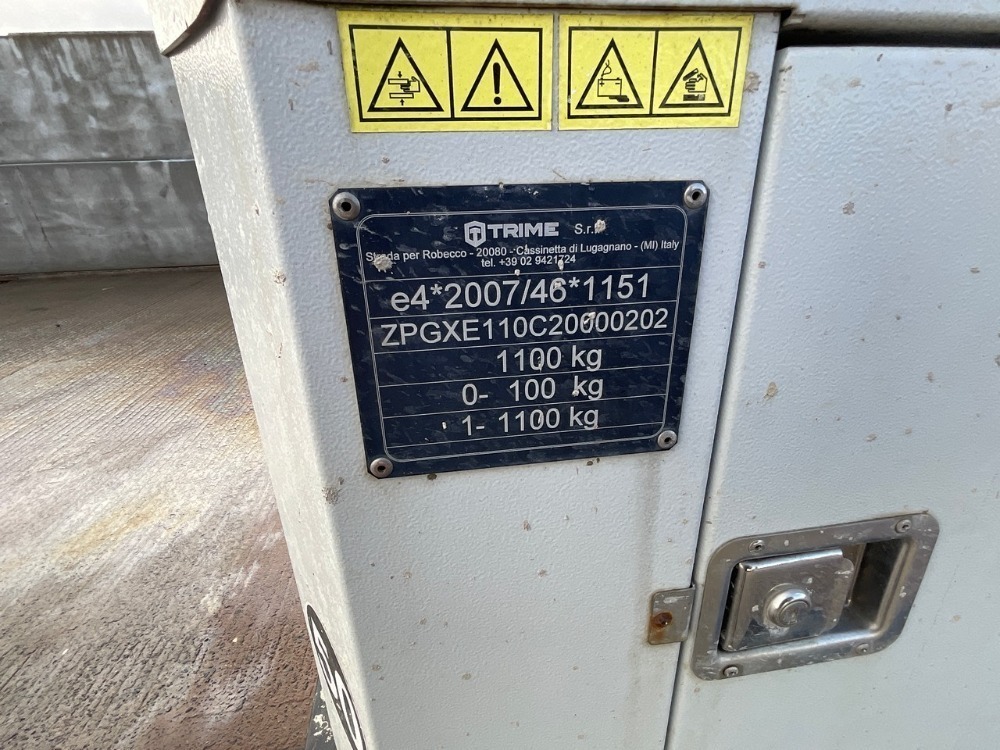 TRIME S.r.l.
Strada per Robecco - 20080 - Cassinetta di Lugagnano - (MI) Italy
tel. +39 02 9421724
e4*2007/46*1151
ZPGXE110C20000202
1100 kg
0- 100 kg
1- 1100 kg